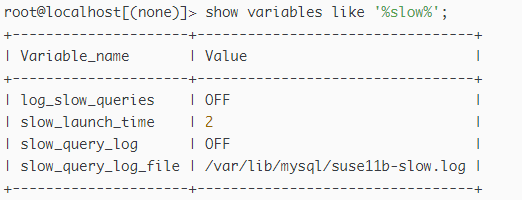 root@localhost[(none)]> show variables like '%slow%';
+---------------------+---------------------------------+
| Variable_name       | Value                           |
+---------------------+---------------------------------+
| log_slow_queries    | OFF                             |
| slow_launch_time    | 2                               |
| slow_query_log      | OFF                             |
| slow_query_log_file | /var/lib/mysql/suse11b-slow.log |
+---------------------+---------------------------------+